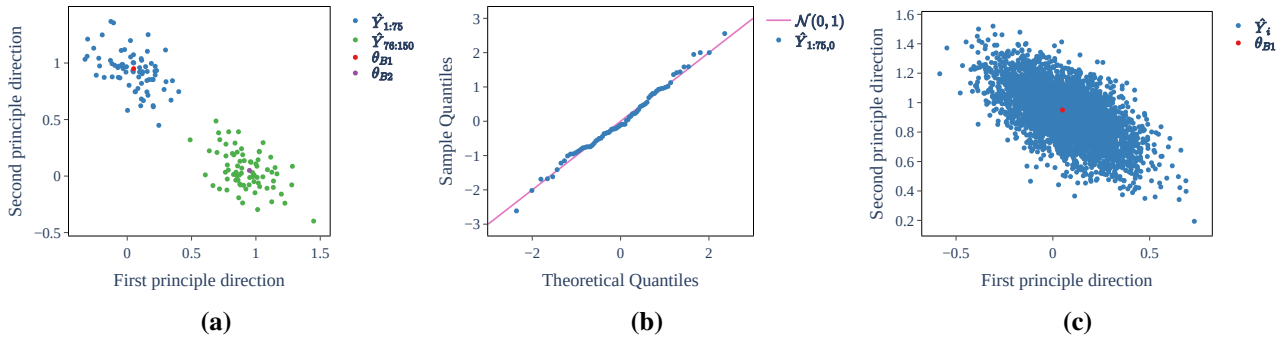 Second principle direction
1
0.5
0
−0.5
0
0.5
1
1.5
First principle direction
Ŷ₁:₇₅
Ŷ₇₆:₁₅₀
θ_B1
θ_B2
(a)
Sample Quantiles
3
2
1
0
−1
−2
−3
−2
0
2
Theoretical Quantiles
𝒩(0, 1)
Ŷ₁:₇₅,₀
(b)
Second principle direction
1.6
1.4
1.2
1
0.8
0.6
0.4
0.2
−0.5
0
0.5
First principle direction
Ŷᵢ
θ_B1
(c)